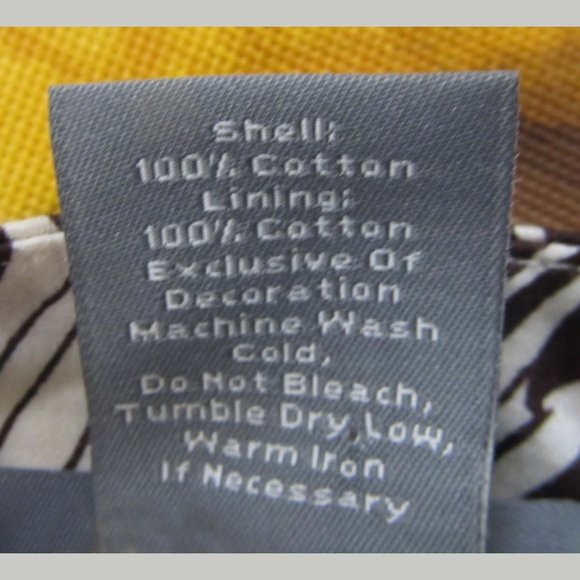 Shell:
100% Cotton
Lining:
100% Cotton
Exclusive Of
Decoration
Machine Wash
Cold,
Do Not Bleach,
Tumble Dry Low,
Warm Iron
If Necessary